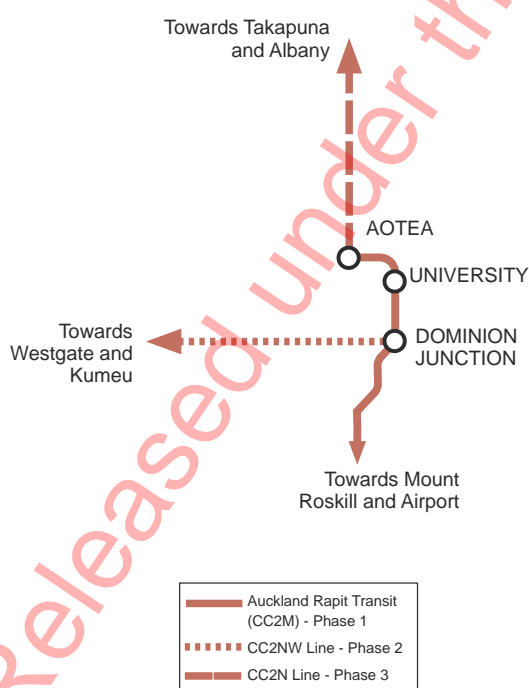 Towards Takapuna
and Albany
AOTEA
UNIVERSITY
Towards
Westgate and
Kumeu
DOMINION
JUNCTION
Towards Mount
Roskill and Airport
Auckland Rapit Transit
(CC2M) - Phase 1
CC2NW Line - Phase 2
CC2N Line - Phase 3
Released under th